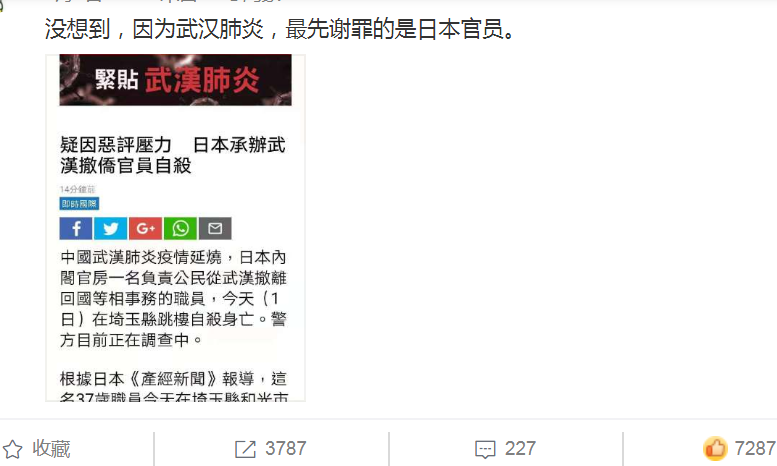 没想到，因为武汉肺炎，最先谢罪的是日本官员。
緊貼 武漢肺炎
疑因惡評壓力　日本承辦武
漢撤僑官員自殺
14分鐘前
即時國際
f
G+
中國武漢肺炎疫情延燒，日本內
閣官房一名負責公民從武漢撤離
回國等相事務的職員，今天（1
日）在埼玉縣跳樓自殺身亡。警
方目前正在調查中。
根據日本《產經新聞》報導，這
名37歲職員今天在埼玉縣和光市
收藏
3787
227
7287